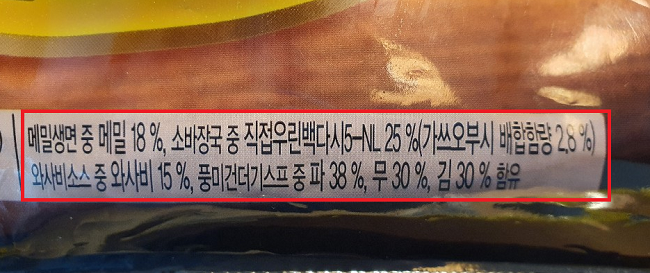 메밀생면 중 메밀 18 %, 소바장국 중 직접우린백다시5-NL 25 %(가쓰오부시 배합함량 2.8 %)
와사비소스 중 와사비 15 %, 풍미건더기스프 중 파 38 %, 무 30 %, 김 30 % 함유